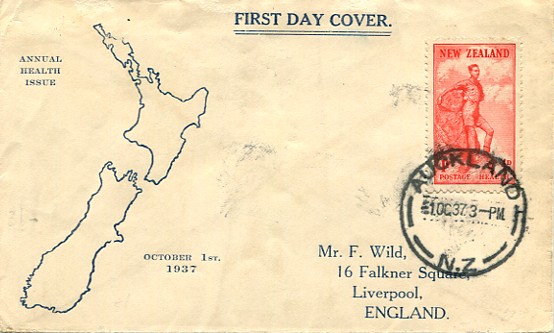 FIRST DAY COVER.
ANNUAL
HEALTH
ISSUE
NEW ZEALAND
POSTAGE HEALTH
AUCKLAND
1 OC 37 3 - PM
N.Z
OCTOBER 1ST.
1937
Mr. F. Wild,
16 Falkner Square,
Liverpool,
ENGLAND.